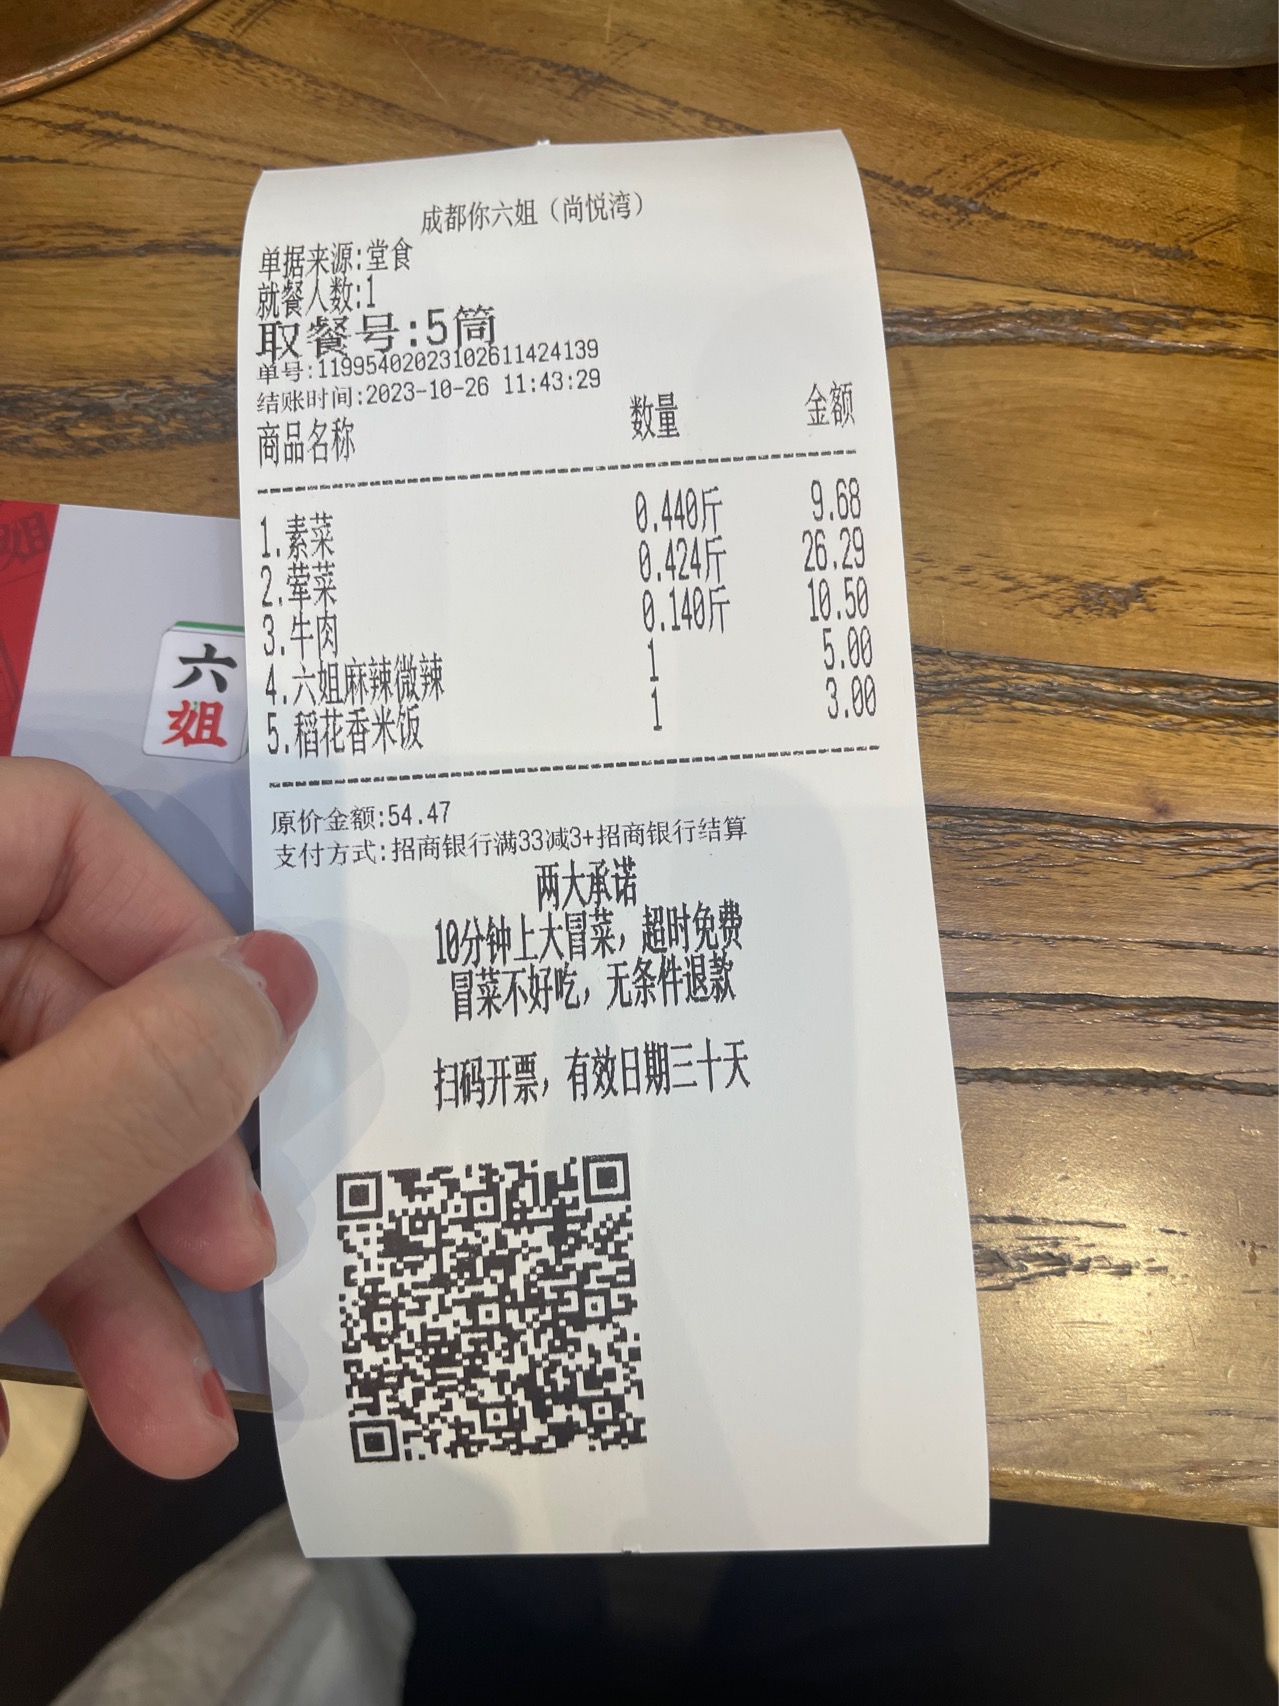 成都你六姐（尚悦湾）
单据来源:堂食
就餐人数:1
取餐号:5筒
单号:11995402023102611424139
结账时间:2023-10-26 11:43:29
商品名称 数量 金额
1.素菜 0.440斤 9.68
2.荤菜 0.424斤 26.29
3.牛肉 0.140斤 10.50
4.六姐麻辣微辣 1 5.00
5.稻花香米饭 1 3.00
原价金额:54.47
支付方式:招商银行满33减3+招商银行结算
两大承诺
10分钟上大冒菜，超时免费
冒菜不好吃，无条件退款
扫码开票，有效日期三十天
姐
六
姐